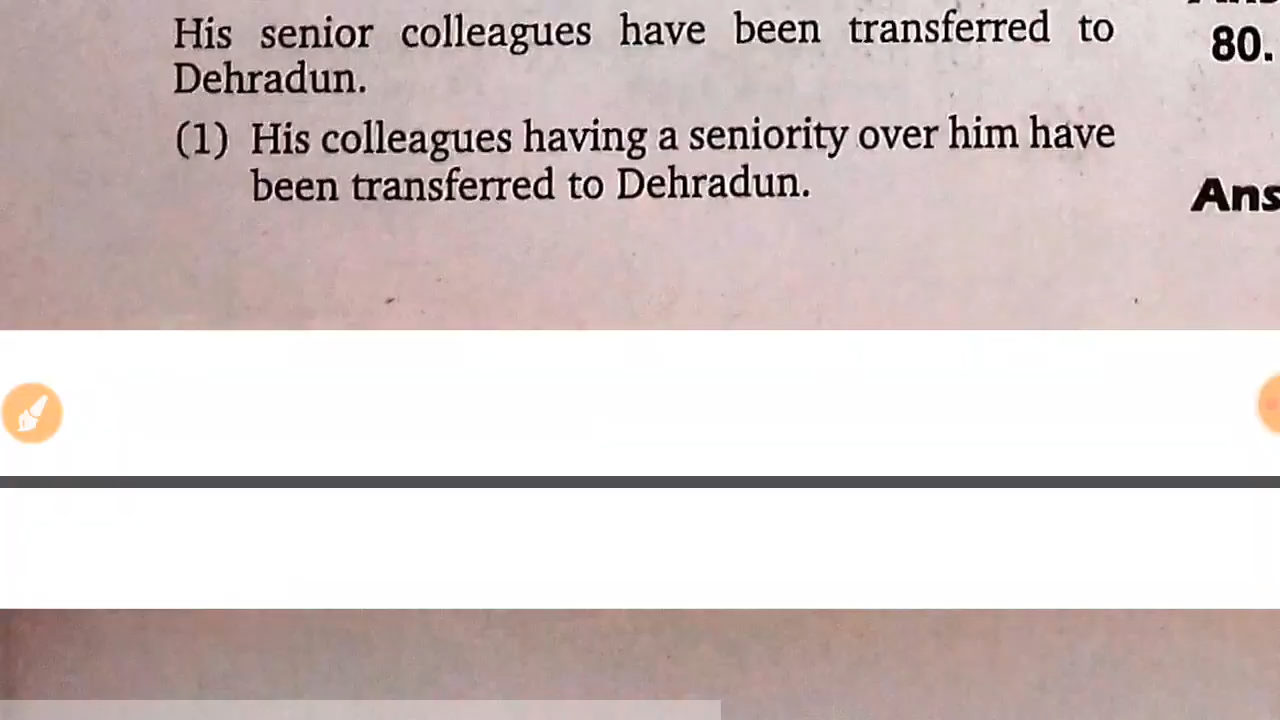 His senior colleagues have been transferred to
Dehradun.
(1) His colleagues having a seniority over him have
been transferred to Dehradun.
80.
Ans